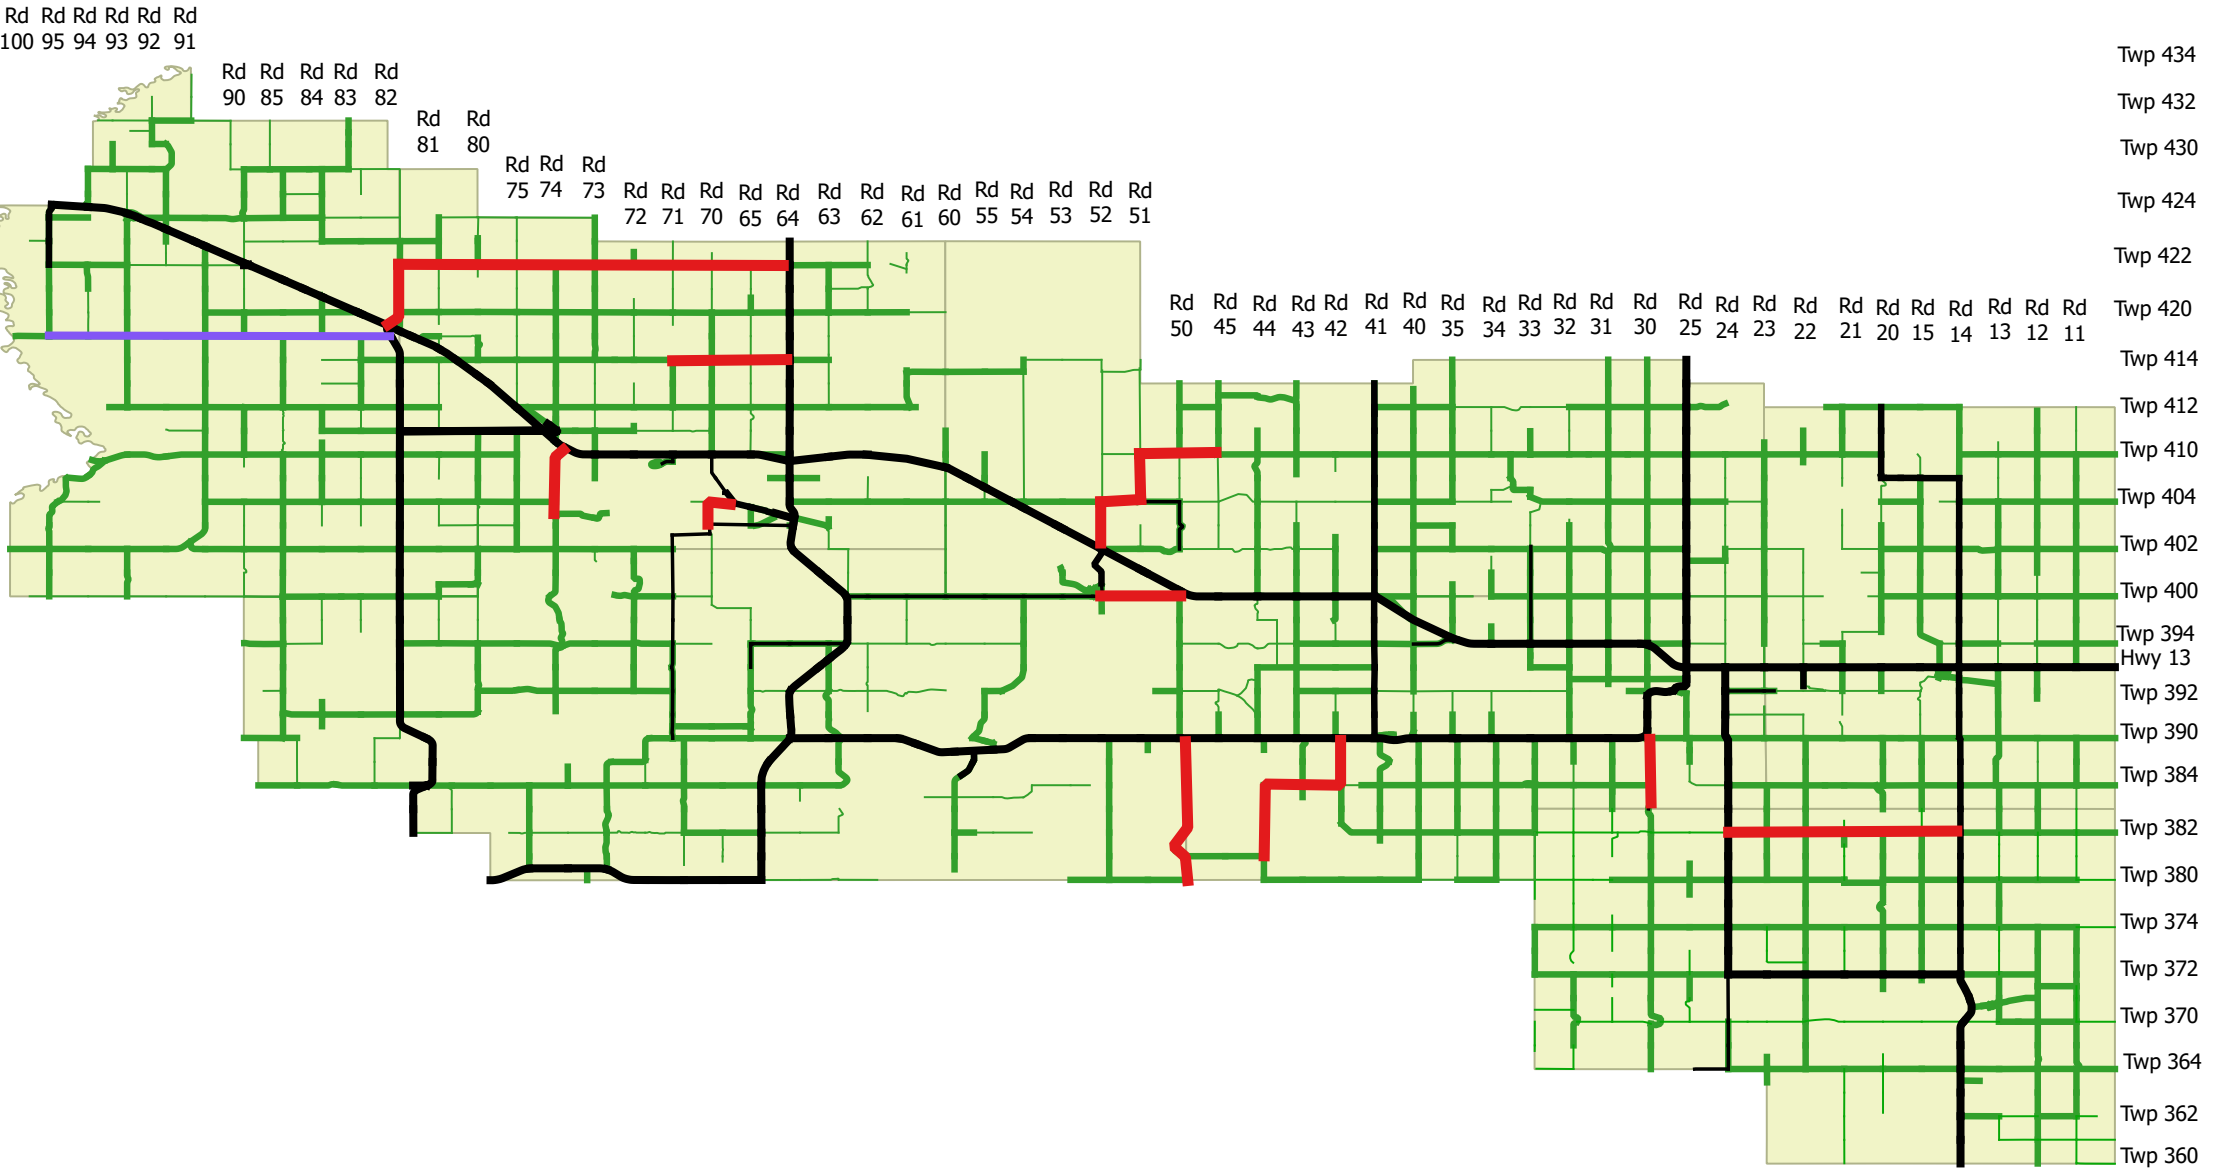 Rd 100
Rd 95
Rd 94
Rd 93
Rd 92
Rd 91
Rd 90
Rd 85
Rd 84
Rd 83
Rd 82
Rd 81
Rd 80
Rd 75
Rd 74
Rd 73
Rd 72
Rd 71
Rd 70
Rd 65
Rd 64
Rd 63
Rd 62
Rd 61
Rd 60
Rd 55
Rd 54
Rd 53
Rd 52
Rd 51
Rd 50
Rd 45
Rd 44
Rd 43
Rd 42
Rd 41
Rd 40
Rd 35
Rd 34
Rd 33
Rd 32
Rd 31
Rd 30
Rd 25
Rd 24
Rd 23
Rd 22
Rd 21
Rd 20
Rd 15
Rd 14
Rd 13
Rd 12
Rd 11
Twp 434
Twp 432
Twp 430
Twp 424
Twp 422
Twp 420
Twp 414
Twp 412
Twp 410
Twp 404
Twp 402
Twp 400
Twp 394
Hwy 13
Twp 392
Twp 390
Twp 384
Twp 382
Twp 380
Twp 374
Twp 372
Twp 370
Twp 364
Twp 362
Twp 360